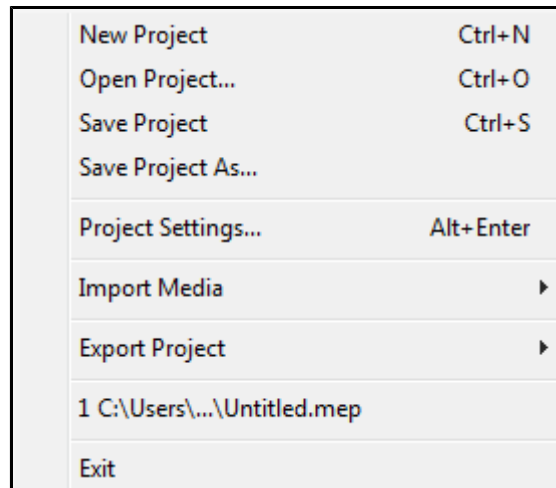 New Project Ctrl+N
Open Project... Ctrl+O
Save Project Ctrl+S
Save Project As...
Project Settings... Alt+Enter
Import Media
Export Project
1 C:\Users\...\Untitled.mep
Exit